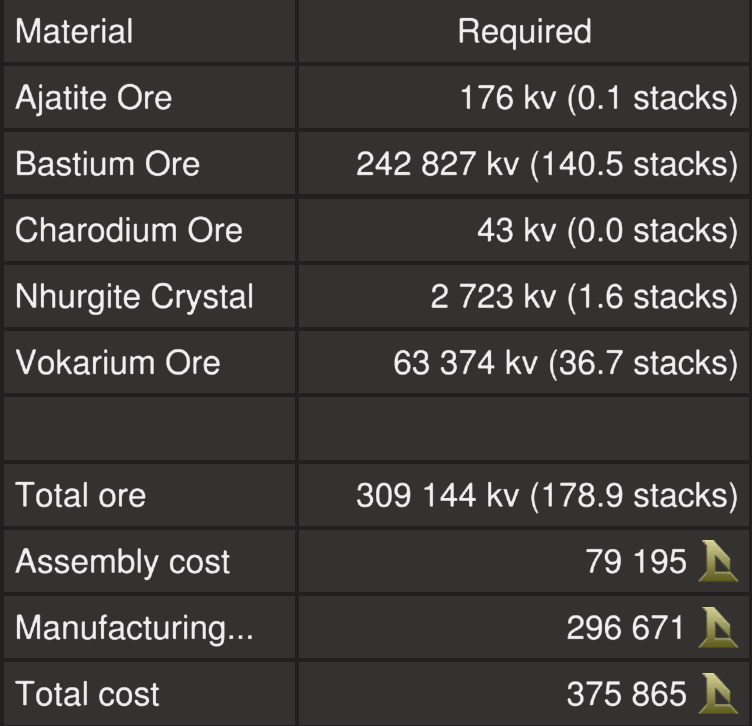 Material Required
Ajatite Ore 176 kv (0.1 stacks)
Bastium Ore 242 827 kv (140.5 stacks)
Charodium Ore 43 kv (0.0 stacks)
Nhurgite Crystal 2 723 kv (1.6 stacks)
Vokarium Ore 63 374 kv (36.7 stacks)
Total ore 309 144 kv (178.9 stacks)
Assembly cost 79 195
Manufacturing... 296 671
Total cost 375 865